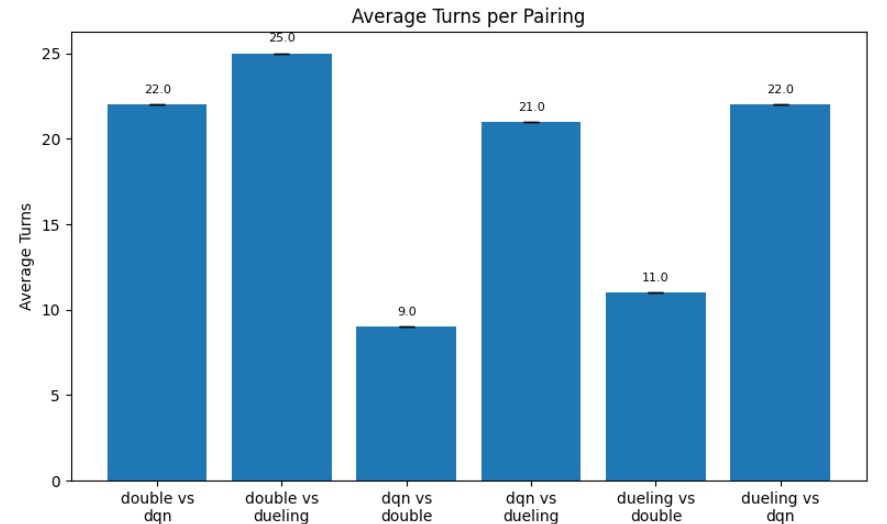 Average Turns per Pairing
25.0
22.0
22.0
21.0
11.0
9.0
Average Turns
25
20
15
10
5
0
double vs
dqn
double vs
dueling
dqn vs
double
dqn vs
dueling
dueling vs
double
dueling vs
dqn